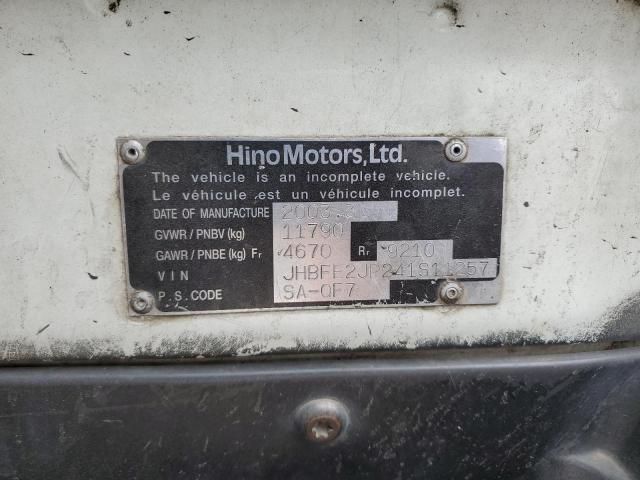 Hino Motors, Ltd.
The vehicle is an incomplete vehicle.
Le véhicule est un véhicule incomplet.
DATE OF MANUFACTURE 2003
GVWR / PNBV (kg) 11790
GAWR / PNBE (kg) Fr 4670 Rr 9210
VIN
P.S. CODE SA-QF7